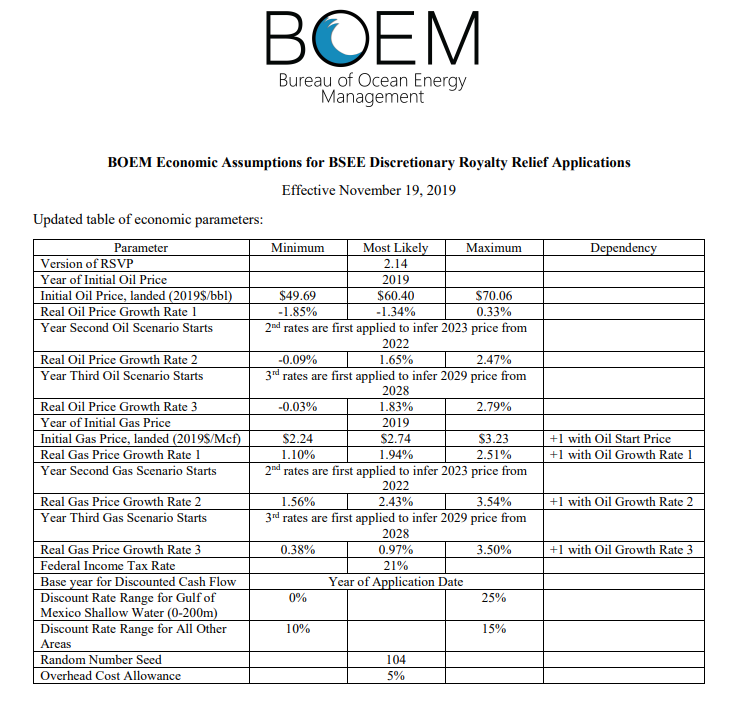 BOEM
Bureau of Ocean Energy
Management
BOEM Economic Assumptions for BSEE Discretionary Royalty Relief Applications
Effective November 19, 2019
Updated table of economic parameters:
Parameter Minimum Most Likely Maximum Dependency
Version of RSVP 2.14
Year of Initial Oil Price 2019
Initial Oil Price, landed (2019$/bbl) $49.69 $60.40 $70.06
Real Oil Price Growth Rate 1 -1.85% -1.34% 0.33%
Year Second Oil Scenario Starts 2nd rates are first applied to infer 2023 price from
2022
Real Oil Price Growth Rate 2 -0.09% 1.65% 2.47%
Year Third Oil Scenario Starts 3rd rates are first applied to infer 2029 price from
2028
Real Oil Price Growth Rate 3 -0.03% 1.83% 2.79%
Year of Initial Gas Price 2019
Initial Gas Price, landed (2019$/Mcf) $2.24 $2.74 $3.23 +1 with Oil Start Price
Real Gas Price Growth Rate 1 1.10% 1.94% 2.51% +1 with Oil Growth Rate 1
Year Second Gas Scenario Starts 2nd rates are first applied to infer 2023 price from
2022
Real Gas Price Growth Rate 2 1.56% 2.43% 3.54% +1 with Oil Growth Rate 2
Year Third Gas Scenario Starts 3rd rates are first applied to infer 2029 price from
2028
Real Gas Price Growth Rate 3 0.38% 0.97% 3.50% +1 with Oil Growth Rate 3
Federal Income Tax Rate 21%
Base year for Discounted Cash Flow Year of Application Date
Discount Rate Range for Gulf of 0% 25%
Mexico Shallow Water (0-200m)
Discount Rate Range for All Other 10% 15%
Areas
Random Number Seed 104
Overhead Cost Allowance 5%